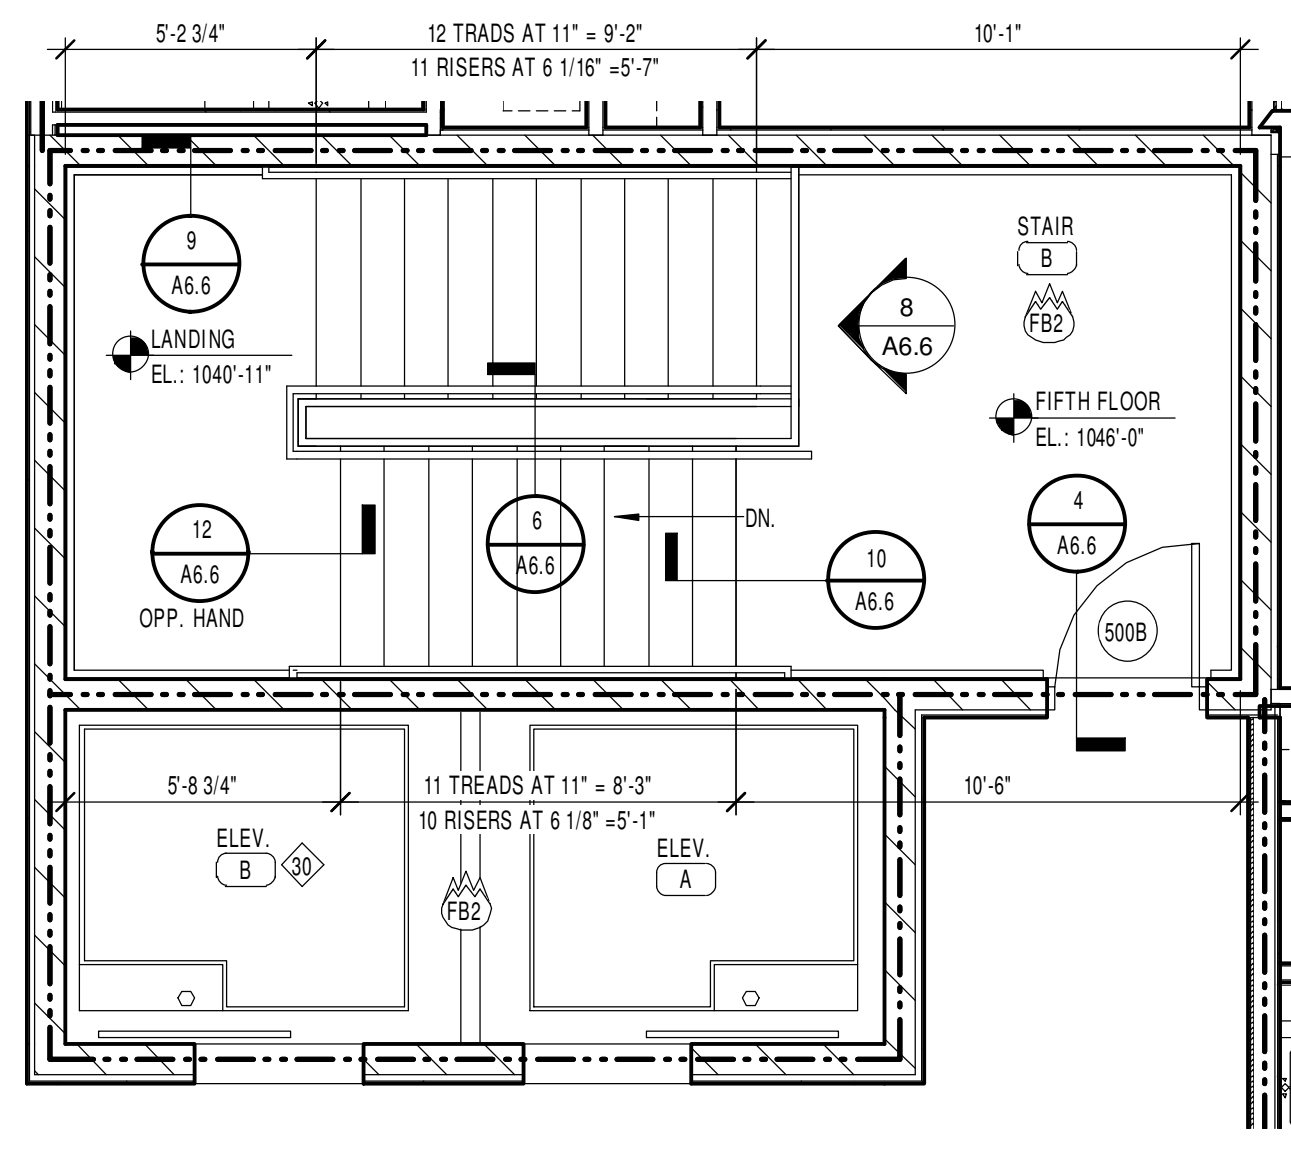 5'-2 3/4"
12 TRADS AT 11" = 9'-2"
10'-1"
11 RISERS AT 6 1/16" =5'-7"
9
A6.6
STAIR
B
FB2
8
A6.6
LANDING
EL.: 1040'-11"
FIFTH FLOOR
EL.: 1046'-0"
12
A6.6
OPP. HAND
6
A6.6
DN.
4
A6.6
10
A6.6
500B
5'-8 3/4"
11 TREADS AT 11" = 8'-3"
10'-6"
10 RISERS AT 6 1/8" =5'-1"
ELEV.
B
30
ELEV.
A
FB2